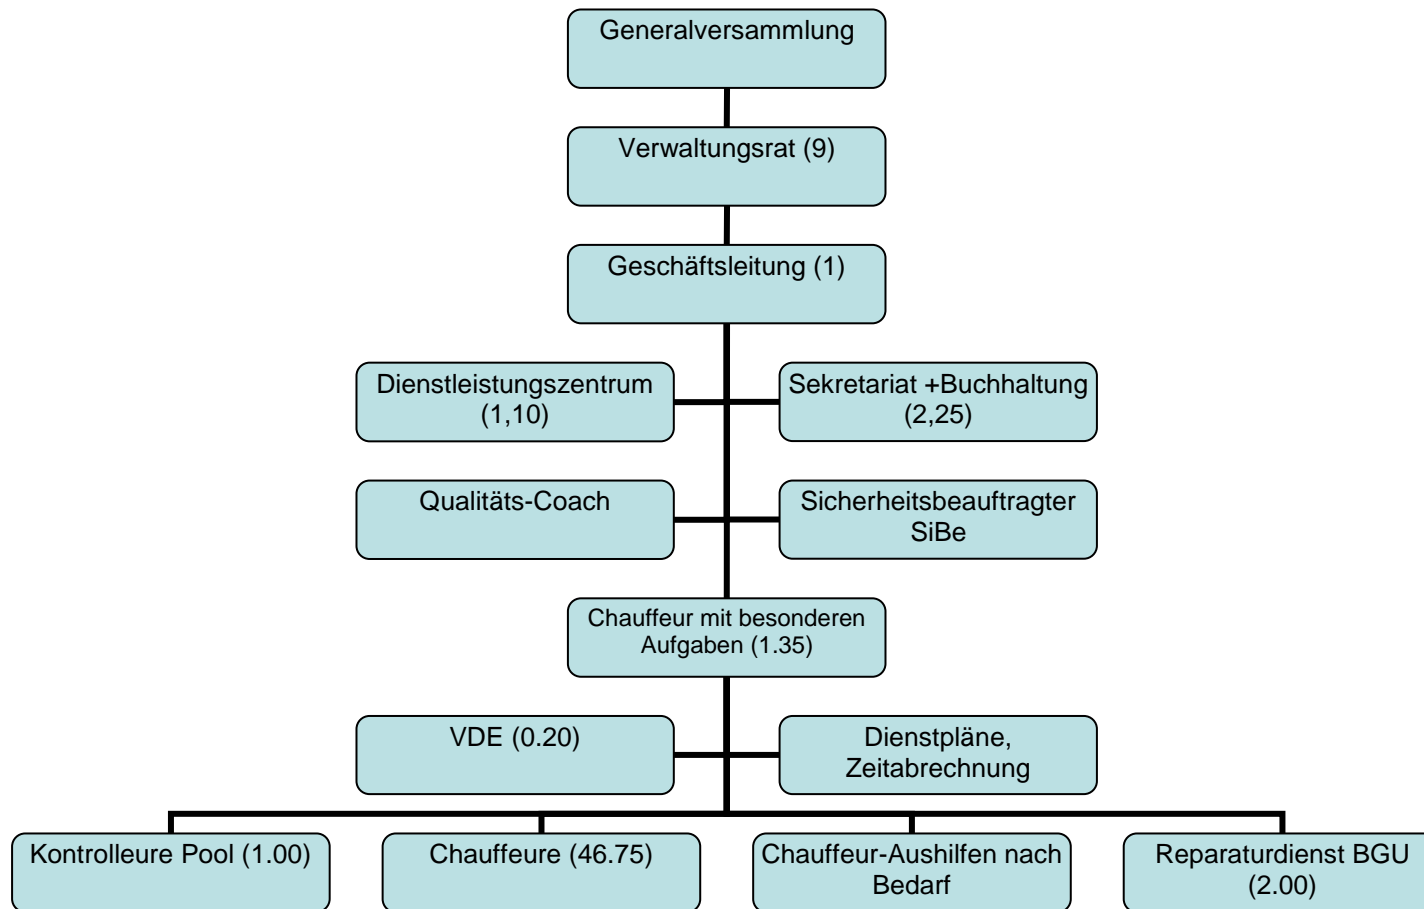 Generalversammlung
Verwaltungsrat (9)
Geschäftsleitung (1)
Dienstleistungszentrum
(1,10)
Sekretariat +Buchhaltung
(2,25)
Qualitäts-Coach
Sicherheitsbeauftragter
SiBe
Chauffeur mit besonderen
Aufgaben (1.35)
VDE (0.20)
Dienstpläne,
Zeitabrechnung
Kontrolleure Pool (1.00)
Chauffeure (46.75)
Chauffeur-Aushilfen nach
Bedarf
Reparaturdienst BGU
(2.00)